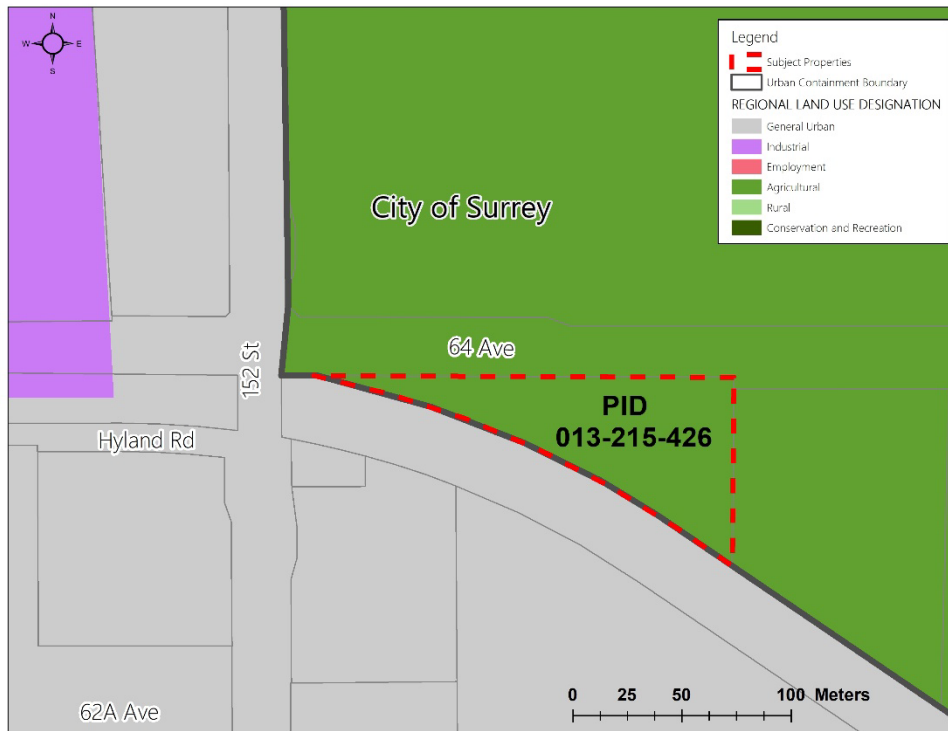 N
W E
S
Legend
Subject Properties
Urban Containment Boundary
REGIONAL LAND USE DESIGNATION
General Urban
Industrial
Employment
Agricultural
Rural
Conservation and Recreation
City of Surrey
64 Ave
152 St
PID
013-215-426
Hyland Rd
62A Ave
0 25 50 100 Meters